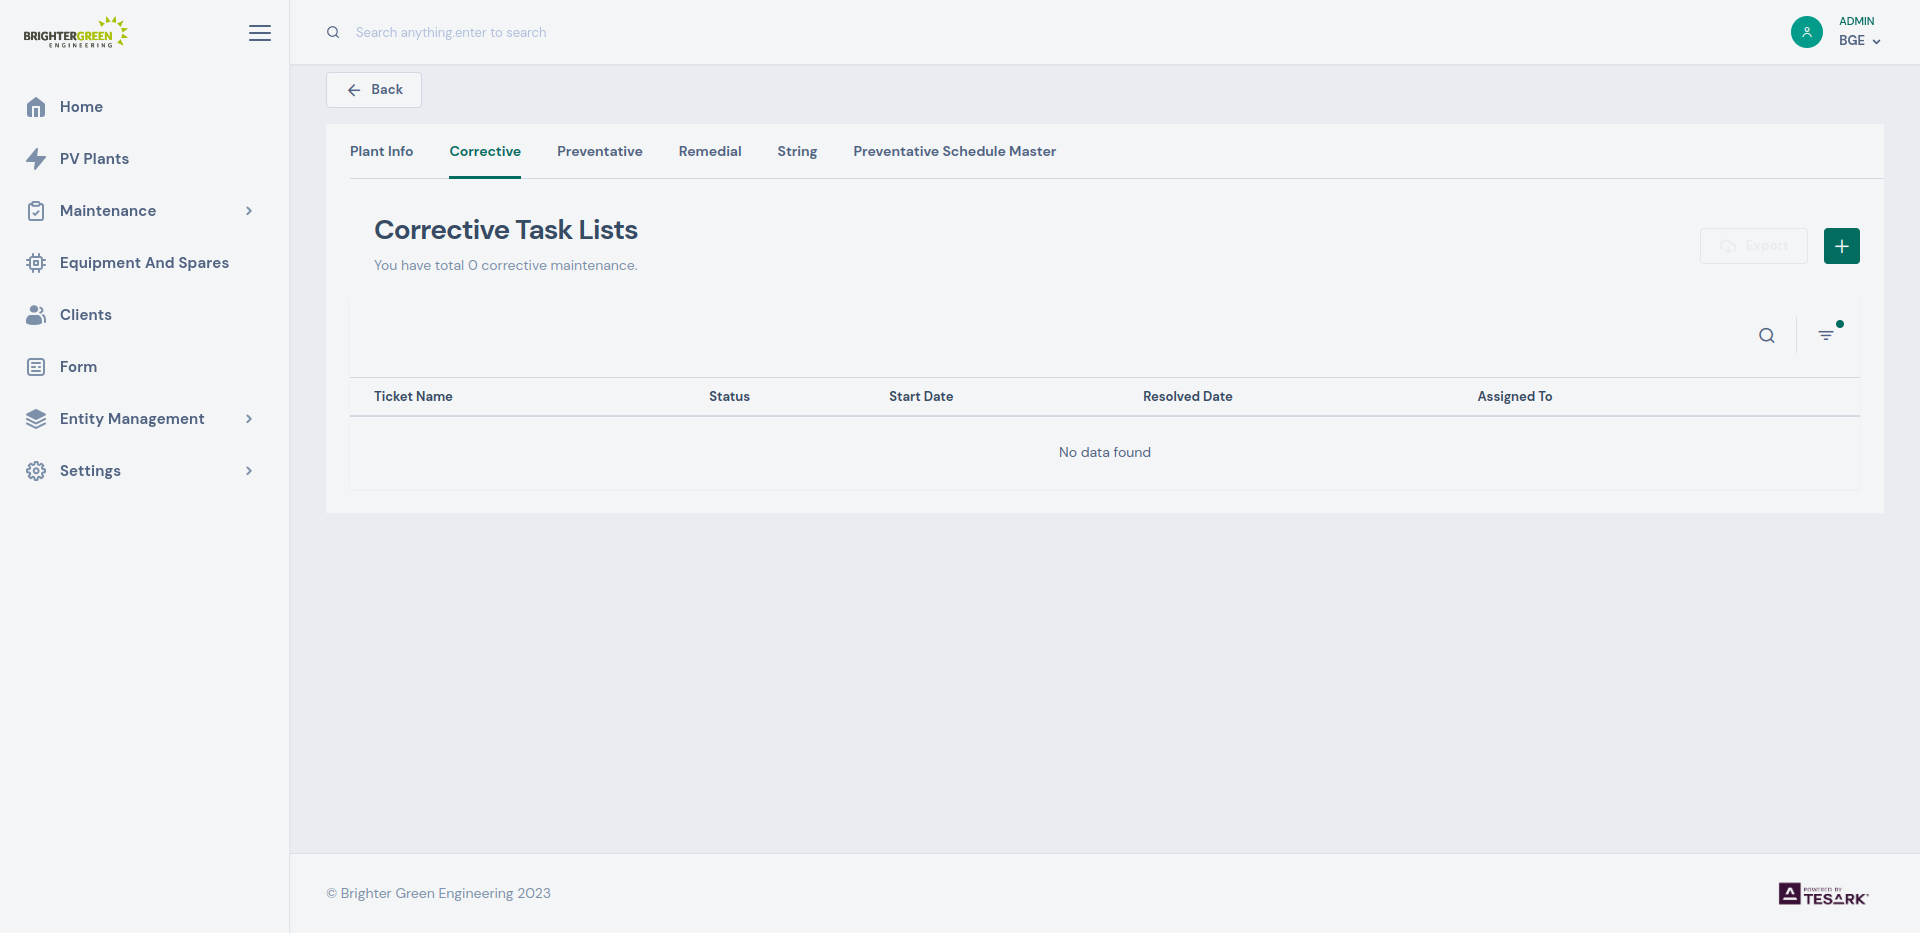 BRIGHTERGREEN
ENGINEERING
Search anything.enter to search
ADMIN
BGE
Home
PV Plants
Maintenance
Equipment And Spares
Clients
Form
Entity Management
Settings
Back
Plant Info
Corrective
Preventative
Remedial
String
Preventative Schedule Master
Corrective Task Lists
You have total 0 corrective maintenance.
Export
Ticket Name
Status
Start Date
Resolved Date
Assigned To
No data found
© Brighter Green Engineering 2023
POWERED BY
TESARK